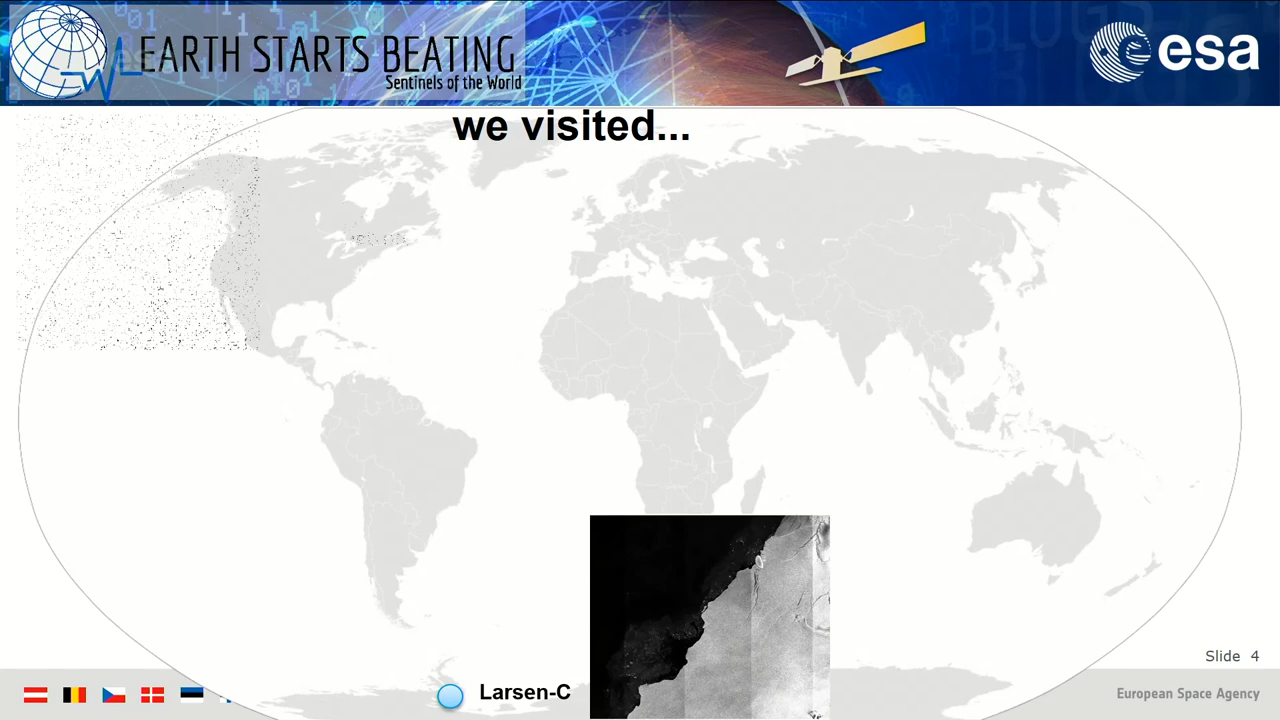 EARTH STARTS BEATING
Sentinels of the World
esa
we visited...
Slide 4
Larsen-C
European Space Agency